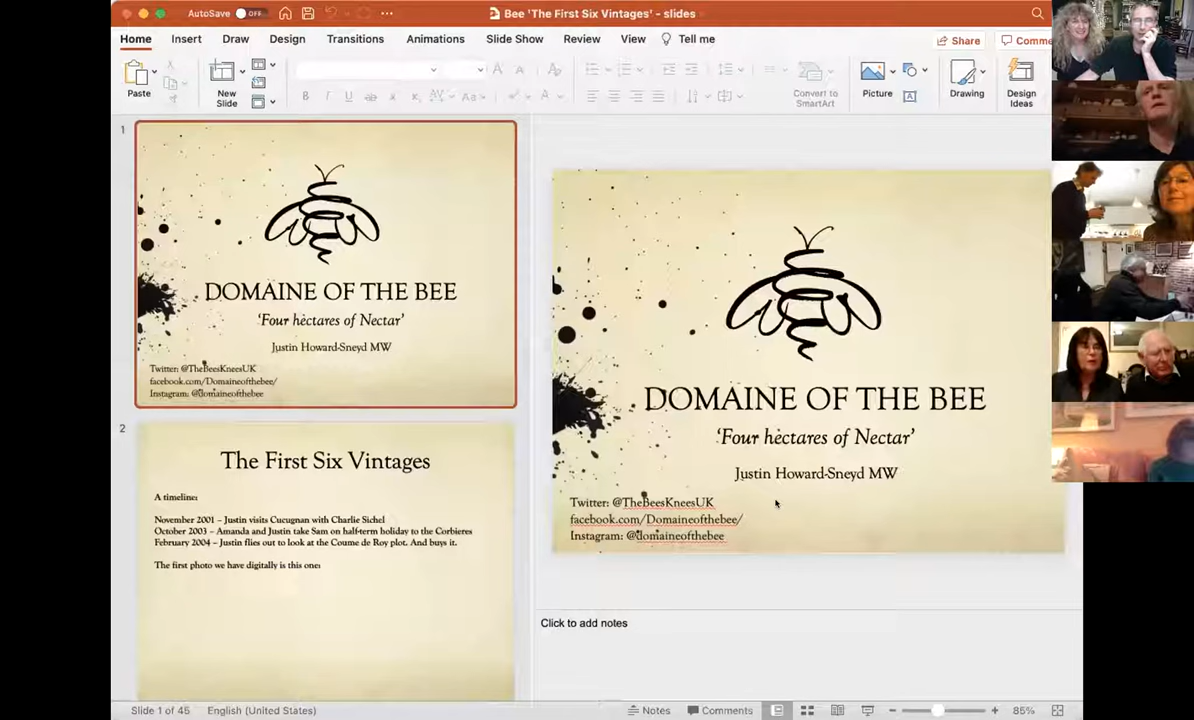 AutoSave OFF
Bee 'The First Six Vintages' - slides
Home Insert Draw Design Transitions Animations Slide Show Review View Tell me
Share
Paste
New Slide
Convert to SmartArt
Picture
Drawing
Design Ideas
1
DOMAINE OF THE BEE
'Four hectares of Nectar'
Justin Howard-Sneyd MW
Twitter: @TheBeesKneesUK
facebook.com/Domaineofthebee/
Instagram: @domaineofthebee
2
The First Six Vintages
A timeline:
November 2001 – Justin visits Cucugnan with Charlie Sichel
October 2003 – Amanda and Justin take Sam on half-term holiday to the Corbieres
February 2004 – Justin flies out to look at the Coume de Roy plot. And buys it.
The first photo we have digitally is this one:
DOMAINE OF THE BEE
'Four hectares of Nectar'
Justin Howard-Sneyd MW
Twitter: @TheBeesKneesUK
facebook.com/Domaineofthebee/
Instagram: @domaineofthebee
Click to add notes
Slide 1 of 45 English (United States)
Notes Comments 85%